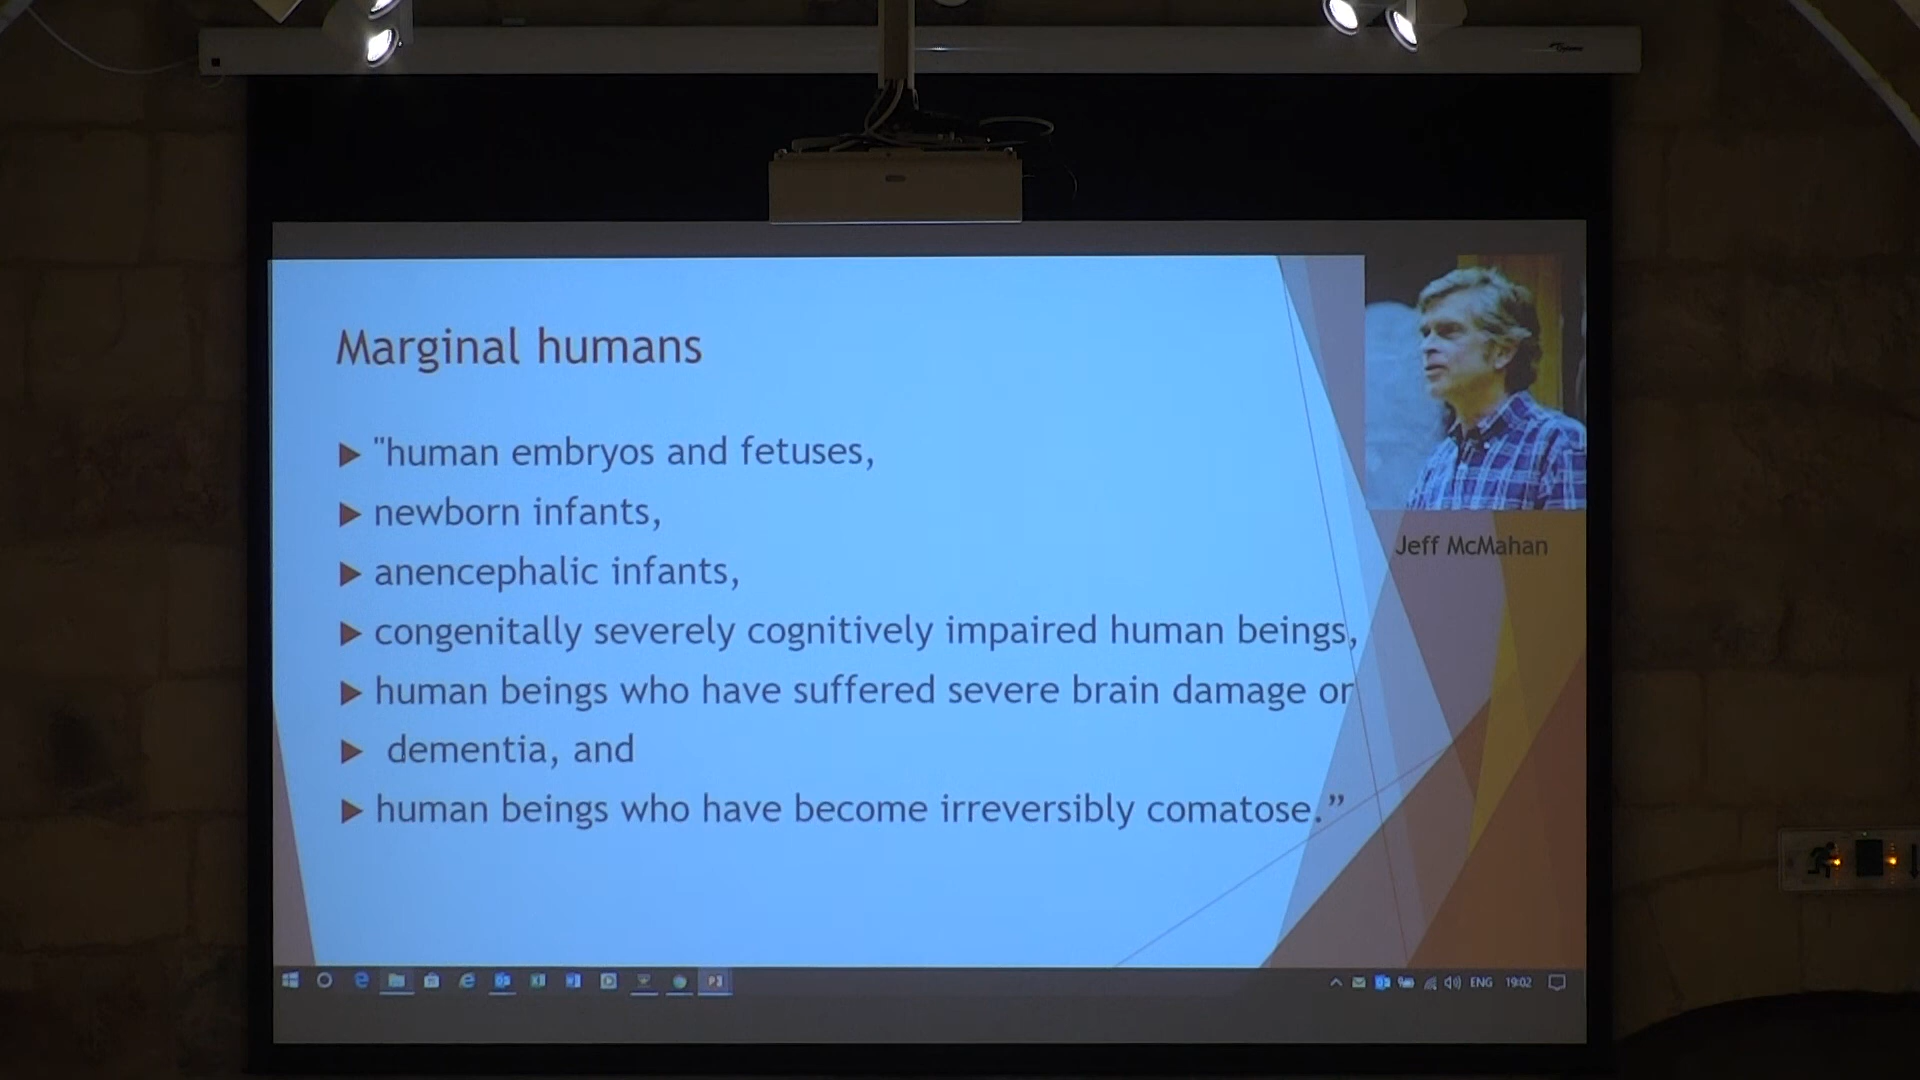 Marginal humans
"human embryos and fetuses,
newborn infants,
anencephalic infants,
congenitally severely cognitively impaired human beings,
human beings who have suffered severe brain damage or
dementia, and
human beings who have become irreversibly comatose.”
Jeff McMahan
ENG 19:02